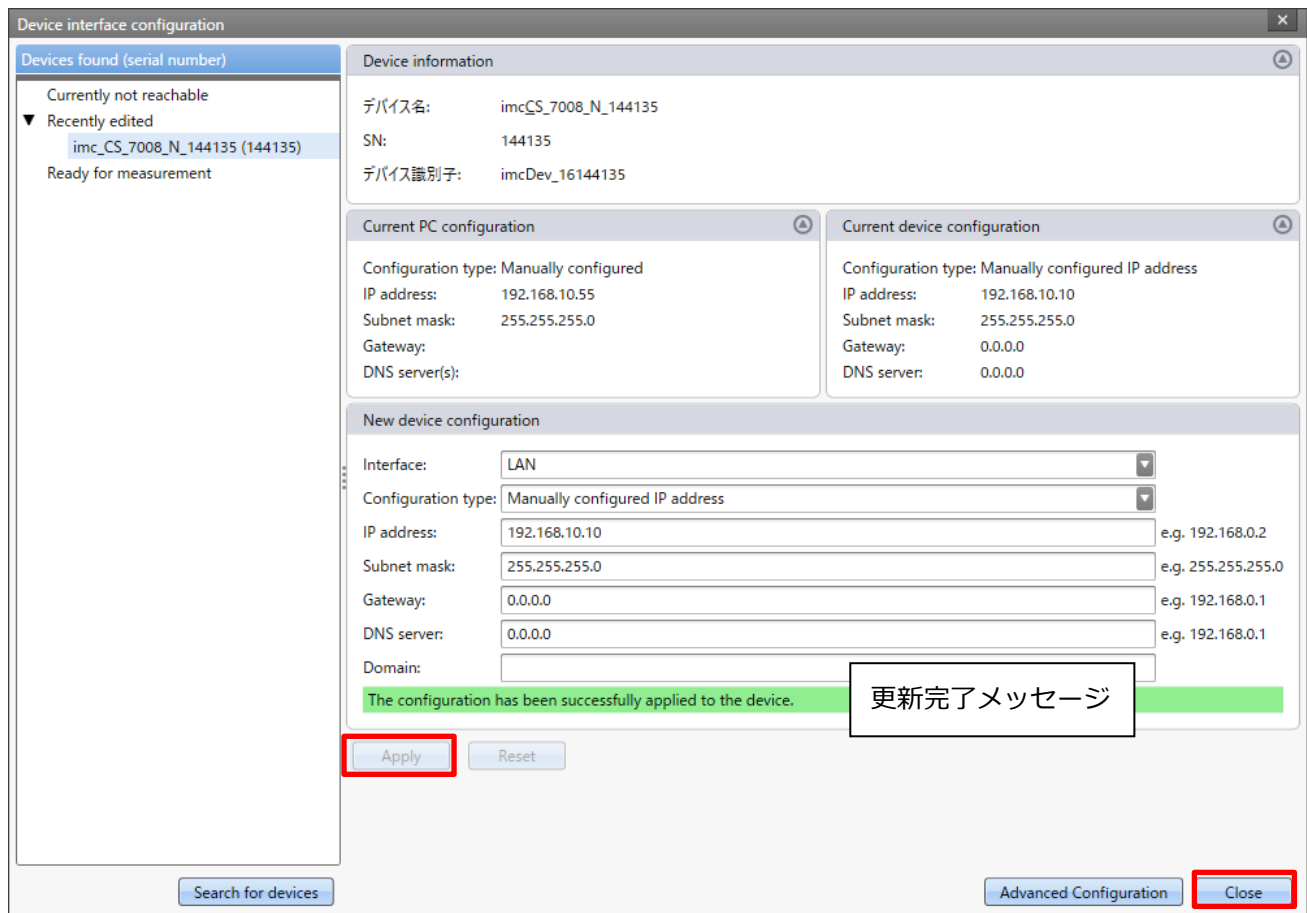 Device interface configuration
Devices found (serial number)
Currently not reachable
Recently edited
imc_CS_7008_N_144135 (144135)
Ready for measurement
Device information
デバイス名: imcCS_7008_N_144135
SN: 144135
デバイス識別子: imcDev_16144135
Current PC configuration
Configuration type: Manually configured
IP address: 192.168.10.55
Subnet mask: 255.255.255.0
Gateway:
DNS server(s):
Current device configuration
Configuration type: Manually configured IP address
IP address: 192.168.10.10
Subnet mask: 255.255.255.0
Gateway: 0.0.0.0
DNS server: 0.0.0.0
New device configuration
Interface: LAN
Configuration type: Manually configured IP address
IP address: 192.168.10.10 e.g. 192.168.0.2
Subnet mask: 255.255.255.0 e.g. 255.255.255.0
Gateway: 0.0.0.0 e.g. 192.168.0.1
DNS server: 0.0.0.0 e.g. 192.168.0.1
Domain:
The configuration has been successfully applied to the device.
更新完了メッセージ
Apply Reset
Search for devices Advanced Configuration Close